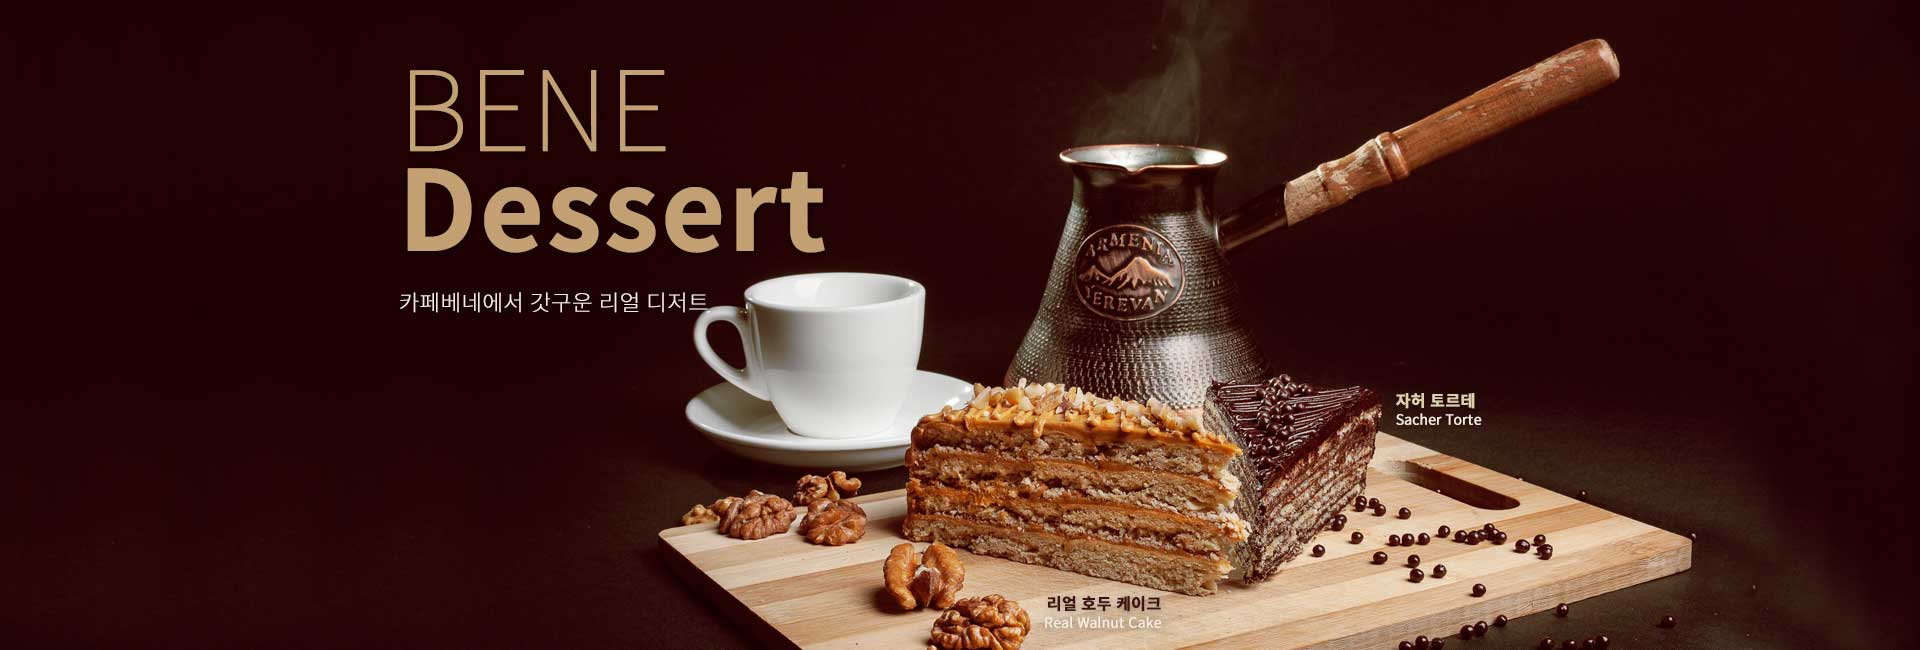 BENE
Dessert
카페베네에서 갓구운 리얼 디저트
ARMENIA
YEREVAN
자허 토르테
Sacher Torte
리얼 호두 케이크
Real Walnut Cake